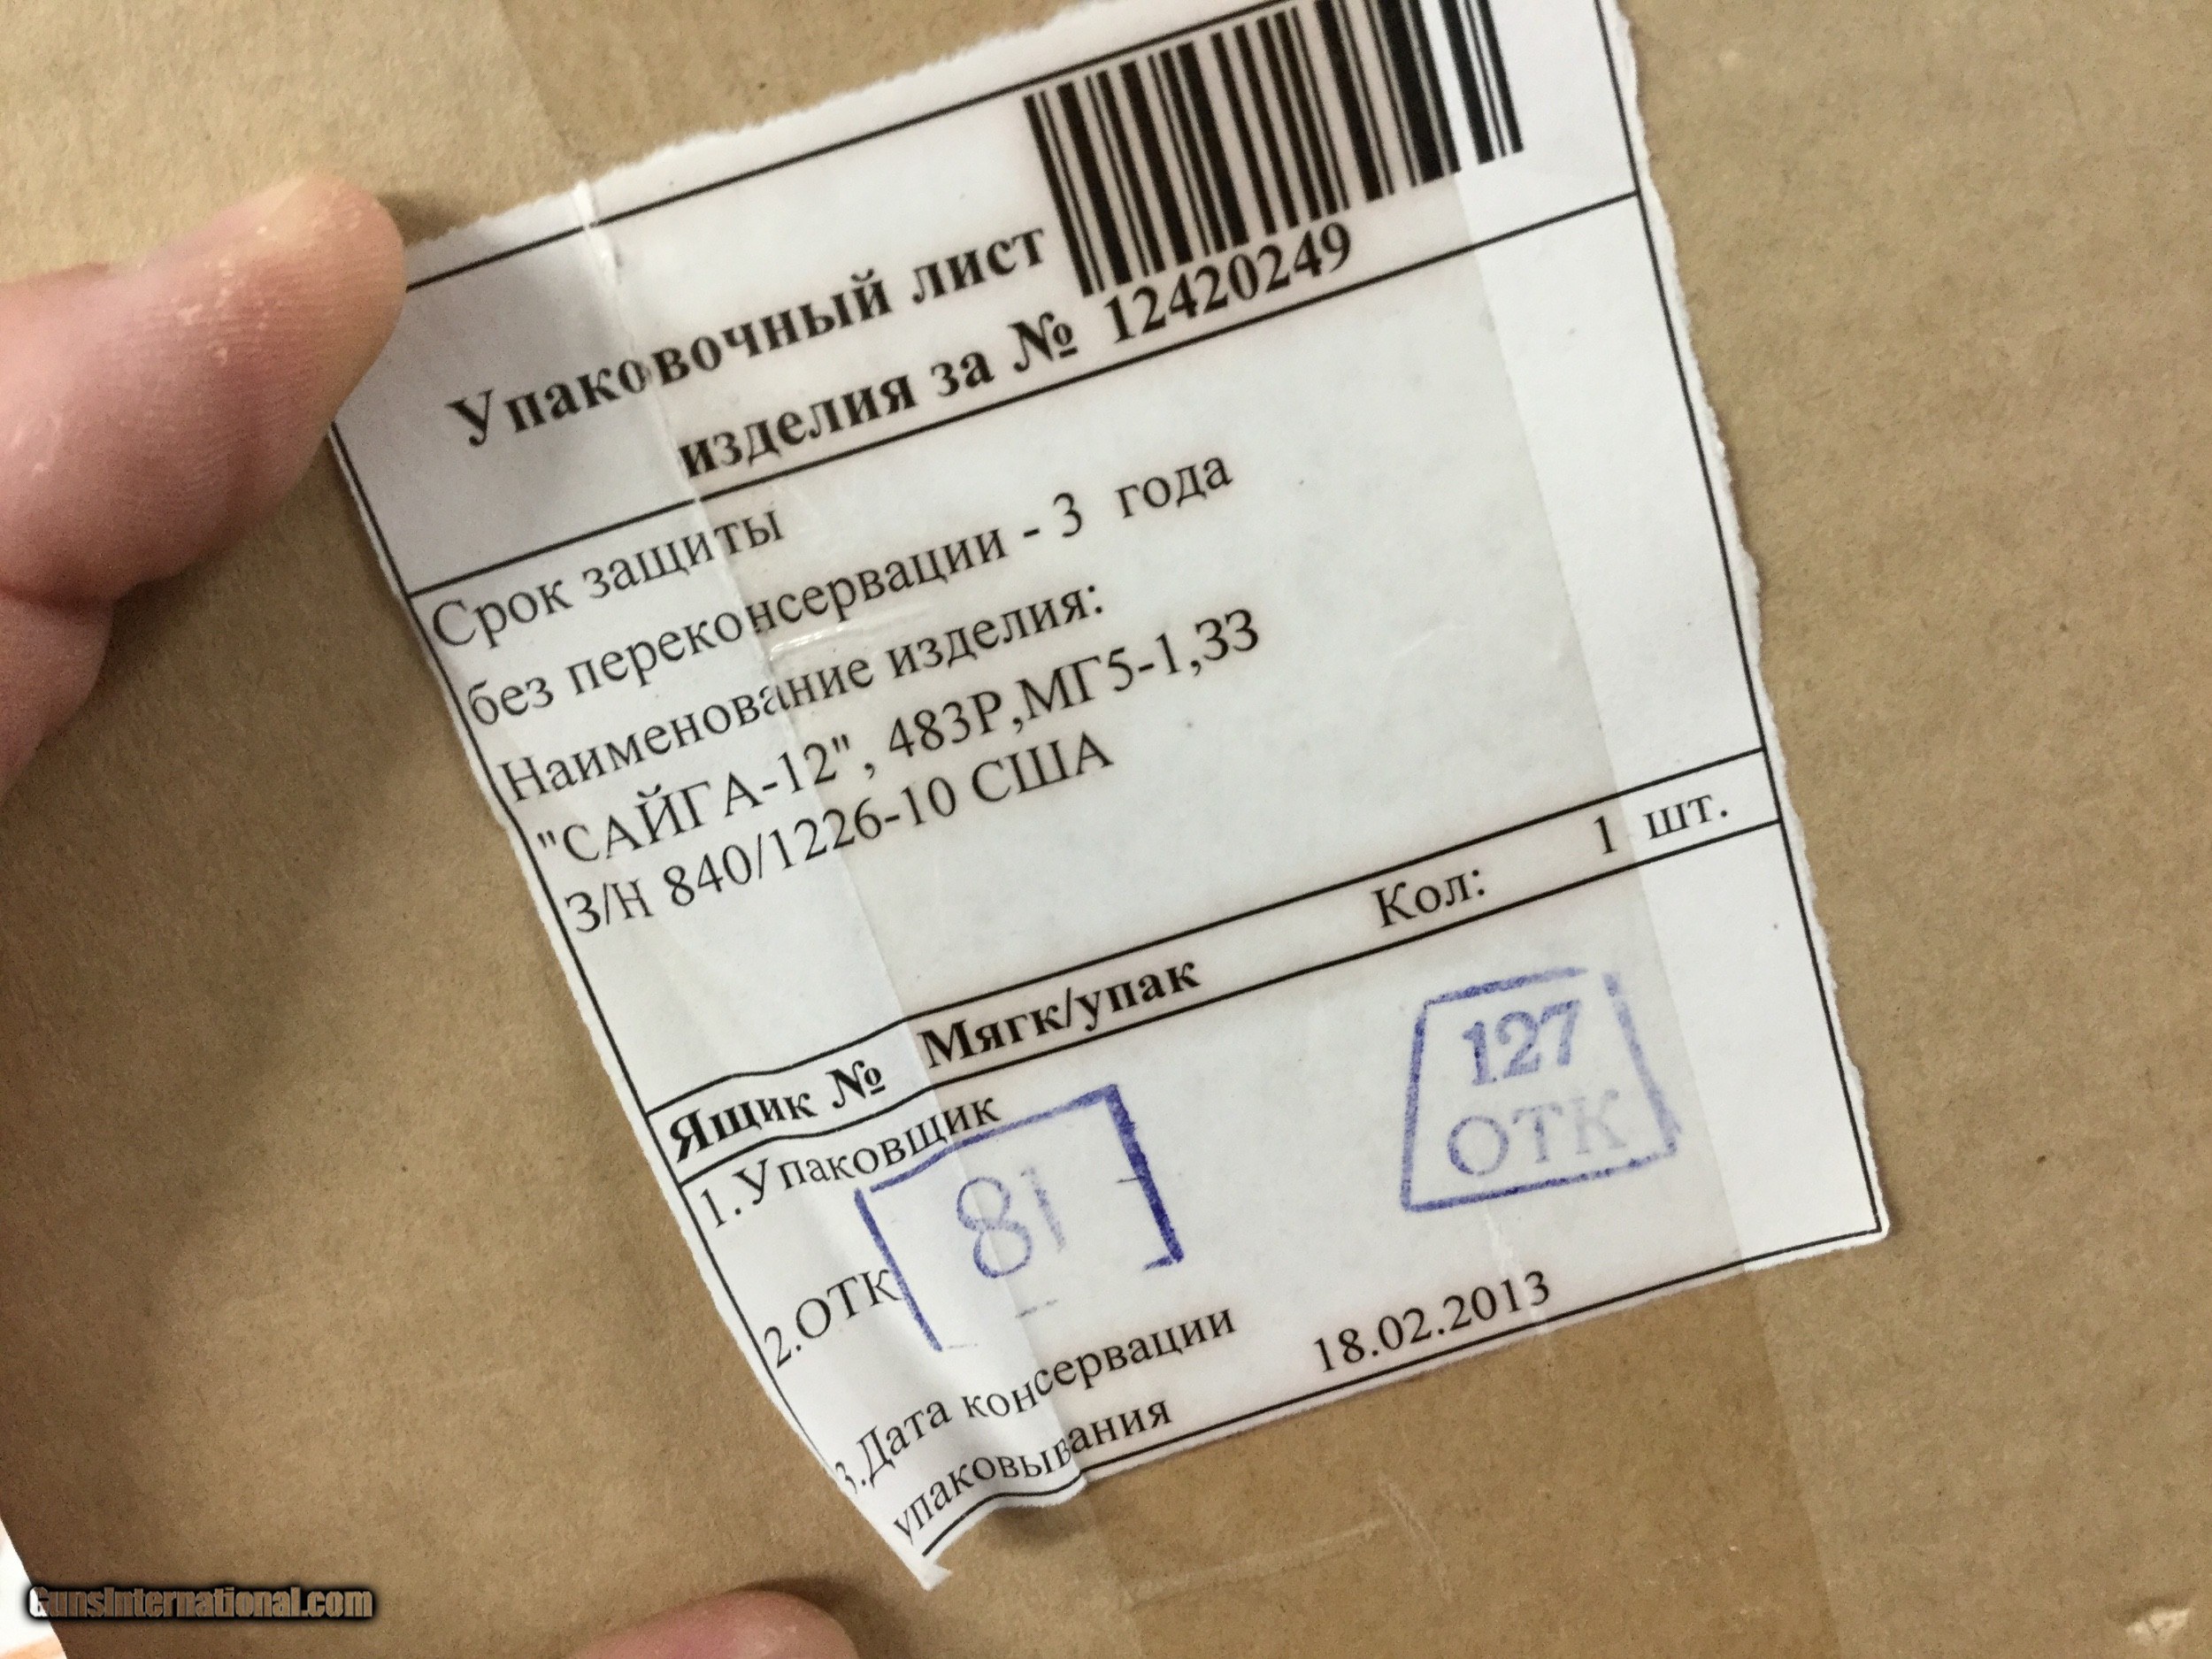 Упаковочный лист
изделия за № 12420249
Срок защиты
без переконсервации - 3 года
Наименование изделия:
"САЙГА-12", 483Р,МГ5-1,33
З/Н 840/1226-10 США
Ящик № Мягк/упак Кол: 1 шт.
1.Упаковщик
81
127
ОТК
2.ОТК
3.Дата консервации 18.02.2013
упаковывания
GunsInternational.com